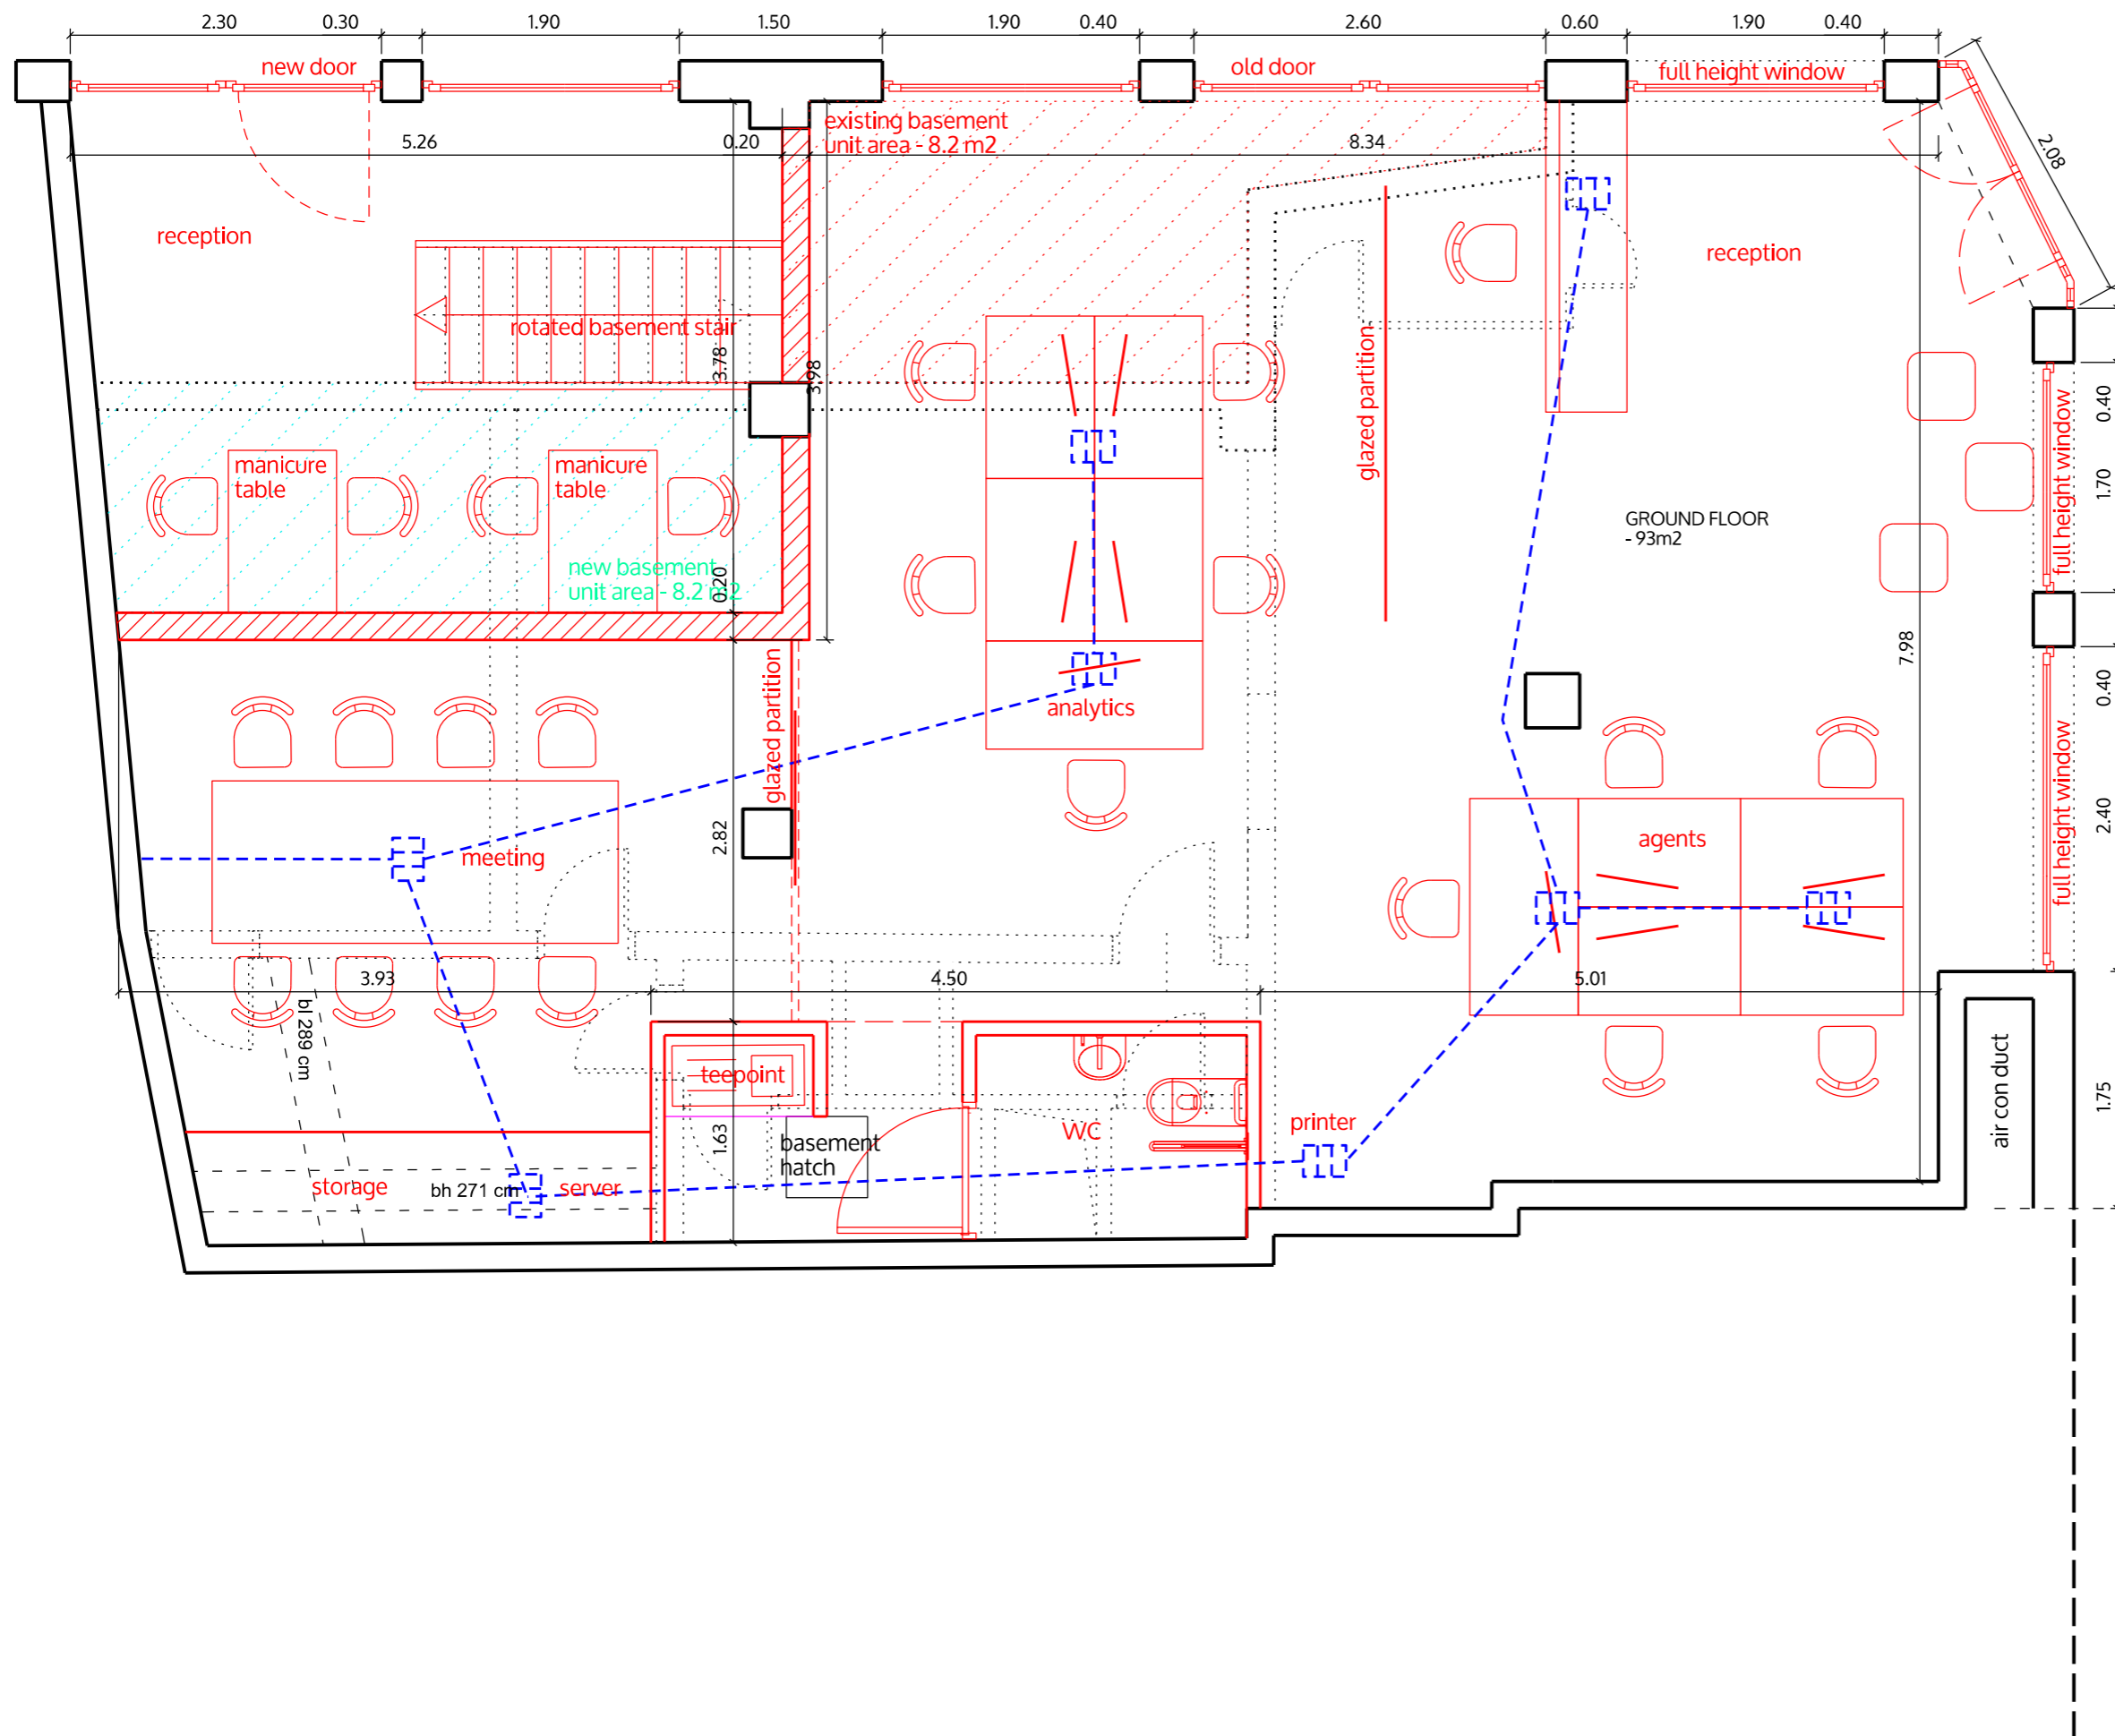 2.30 0.30 1.90 1.50 1.90 0.40 2.60 0.60 1.90 0.40
new door
old door
full height window
existing basement
unit area - 8.2 m2
5.26
0.20
8.34
2.08
reception
reception
rotated basement stair
3.78
3.98
glazed partition
0.40
full height window
1.70
manicure
table
manicure
table
GROUND FLOOR
- 93m2
new basement
unit area - 8.2 m2
0.20
7.98
0.40
glazed partition
analytics
full height window
2.40
2.82
meeting
agents
3.93
4.50
5.01
bl 289 cm
air con duct
1.75
teepoint
1.63
basement
hatch
WC
printer
storage
bh 271 cm
server